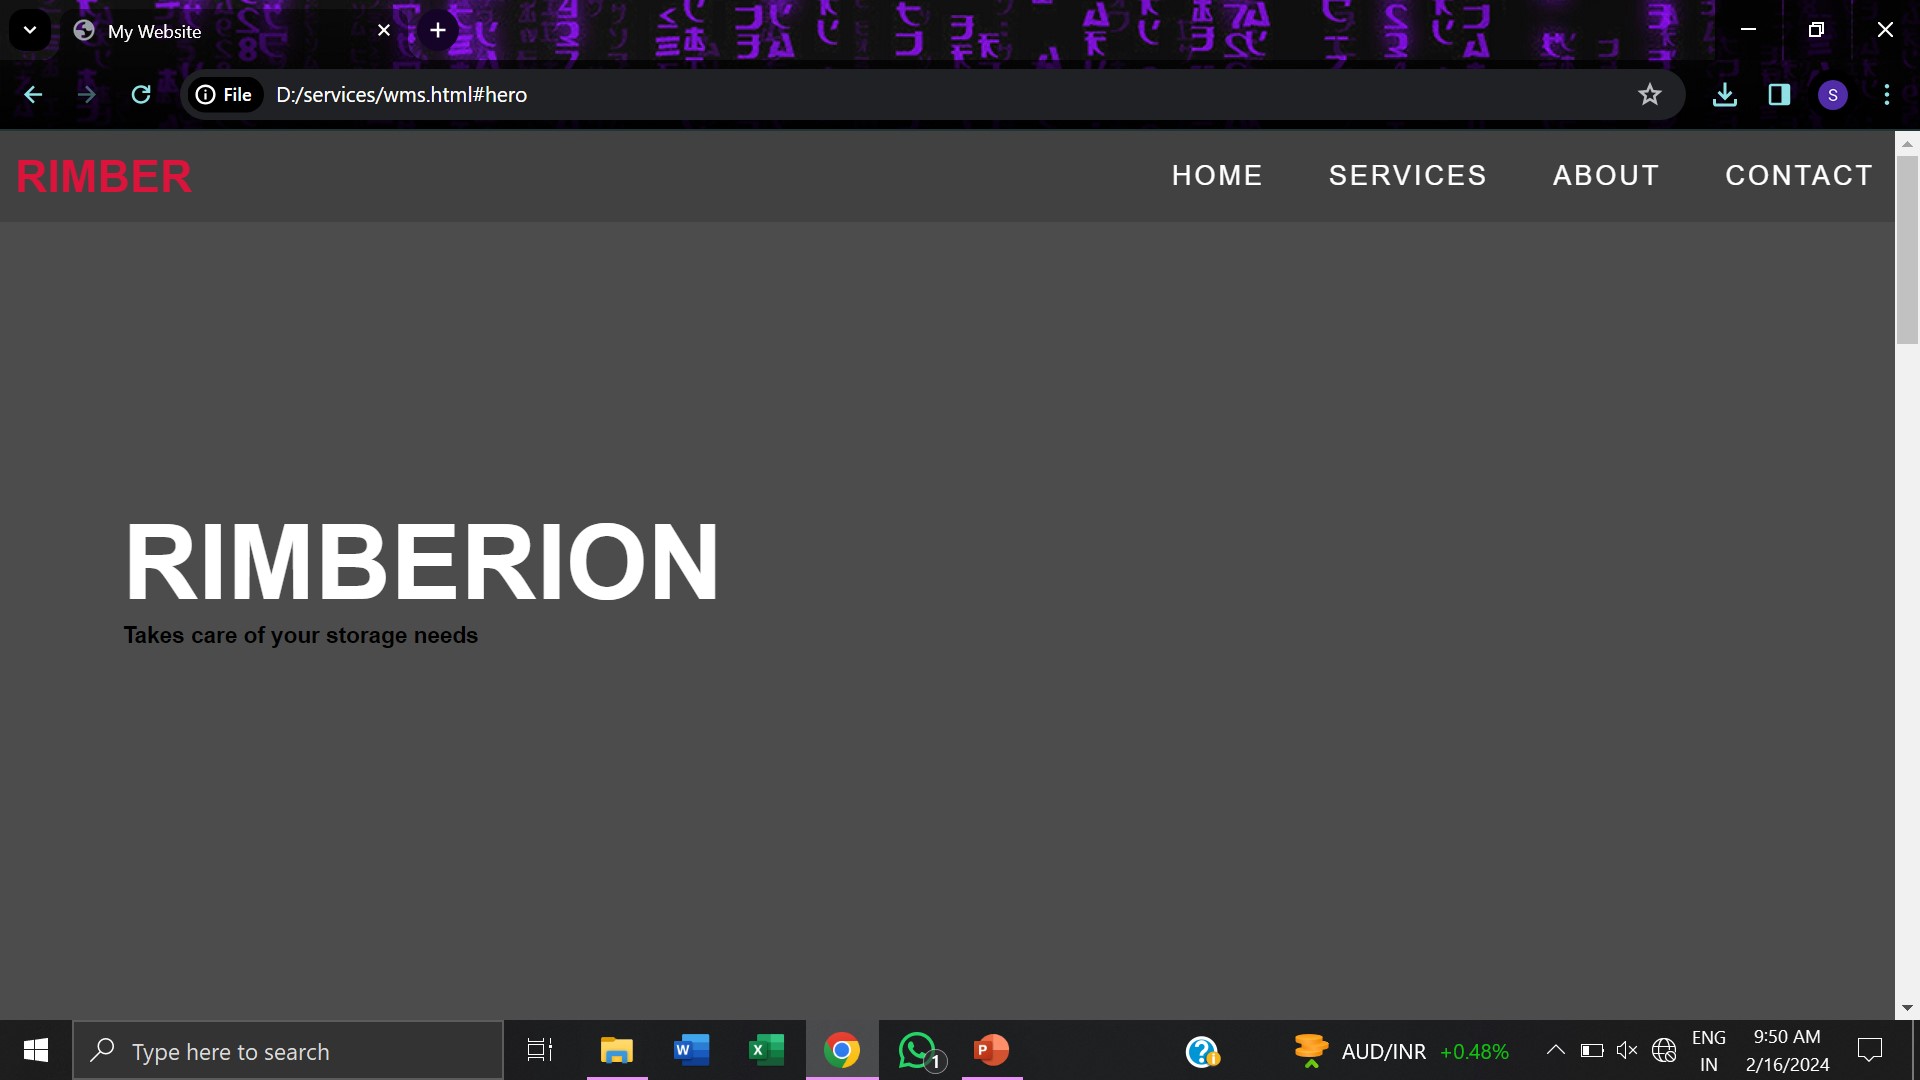 My Website
File D:/services/wms.html#hero
RIMBER
HOME SERVICES ABOUT CONTACT
RIMBERION
Takes care of your storage needs
Type here to search
1
AUD/INR +0.48%
ENG
IN
9:50 AM
2/16/2024